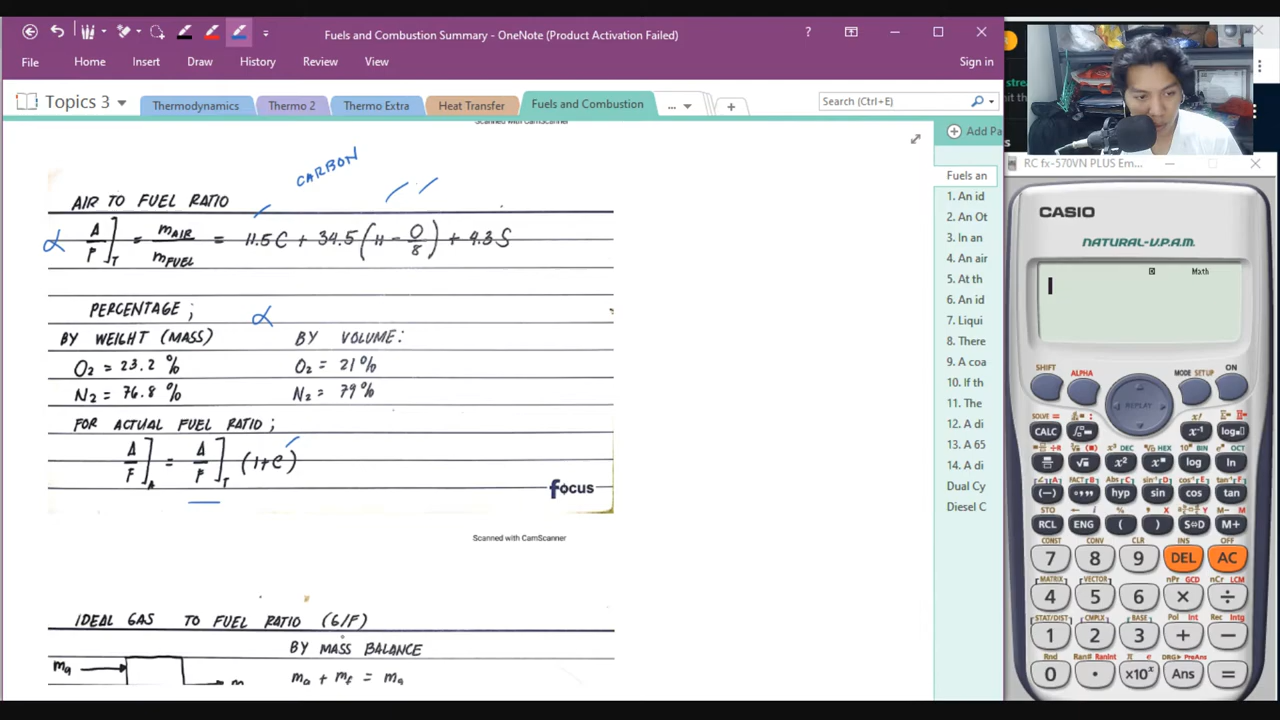 Fuels and Combustion Summary - OneNote (Product Activation Failed)
File Home Insert Draw History Review View Sign in
Topics 3 Thermodynamics Thermo 2 Thermo Extra Heat Transfer Fuels and Combustion ... Search (Ctrl+E)
Scanned with CamScanner
Add Pa
CARBON
AIR TO FUEL RATIO
α A/F]T = mAIR/mFUEL = 11.5C + 34.5(H - O/8) + 4.3S
PERCENTAGE ; α
BY WEIGHT (MASS) BY VOLUME:
O2 = 23.2 % O2 = 21%
N2 = 76.8 % N2 = 79%
FOR ACTUAL FUEL RATIO ;
A/F]A = A/F]T (1+e)
focus
Scanned with CamScanner
IDEAL GAS TO FUEL RATIO (G/F)
BY MASS BALANCE
ma
ma + mf = mg
Fuels an
1. An id
2. An Ot
3. In an
4. An air
5. At th
6. An id
7. Liqui
8. There
9. A coa
10. If th
11. The
12. A di
13. A 65
14. A di
Dual Cy
Diesel C
RC fx-570VN PLUS Em...
CASIO
NATURAL-V.P.A.M.
Math
SHIFT ALPHA MODE SETUP ON
REPLAY
SOLVE =
CALC
hyp sin cos tan
log ln
RCL ENG ( ) S⇔D M+
7 8 9 DEL AC
4 5 6 × ÷
1 2 3 + −
0 . ×10x Ans =